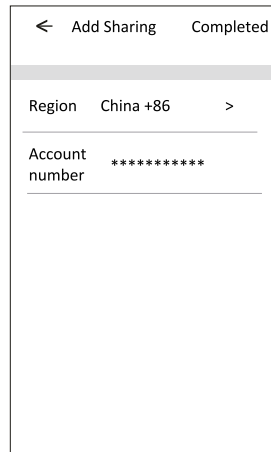 ← Add Sharing Completed
Region China +86 >
Account
number ***********